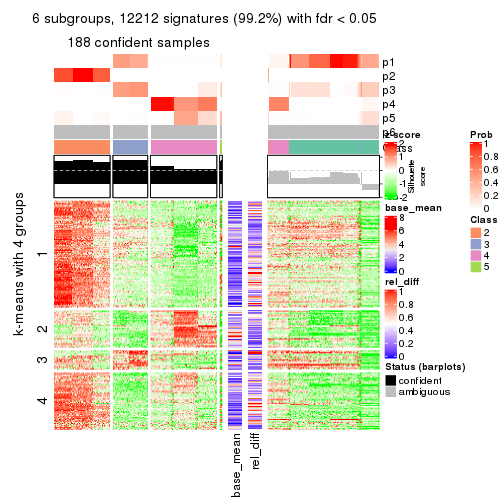 6 subgroups, 12212 signatures (99.2%) with fdr < 0.05
188 confident samples
p1
p2
p3
p4
p5
p6
Class
Silhouette
score
k-means with 4 groups
1
2
3
4
base_mean
rel_diff
z-score
2
1
0
-1
-2
base_mean
8
6
4
2
0
rel_diff
1
0.8
0.6
0.4
0.2
0
Status (barplots)
confident
ambiguous
Prob
1
0.8
0.6
0.4
0.2
0
Class
2
3
4
5